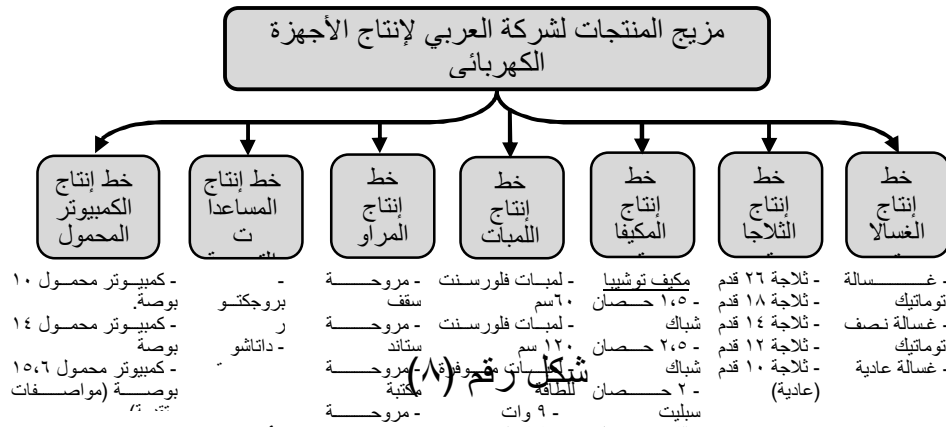 مزيج المنتجات لشركة العربي لإنتاج الأجهزة
الكهربائى
خط
إنتاج
الغسالا
خط
إنتاج
الثلاجا
خط
إنتاج
المكيفا
خط
إنتاج
اللمبات
خط
إنتاج
المراو
خط إنتاج
المساعدا
ت
خط إنتاج
الكمبيوتر
المحمول
- غسالة
توماتيك
- غسالة نصف
توماتيك
- غسالة عادية
- ثلاجة ٢٦ قدم
- ثلاجة ١٨ قدم
- ثلاجة ١٤ قدم
- ثلاجة ١٢ قدم
- ثلاجة ١٠ قدم
(عادية)
مكيف توشيبا
- ١،٥ حصان
شباك
- ٢،٥ حصان
شباك
- ٢ حصان
سبليت
- لمبات فلورسنت
٦٠سم
- لمبات فلورسنت
١٢٠ سم
- لمبات موفرة
للطاقة
- ٩ وات
- مروحة
سقف
- مروحة
ستاند
- مروحة
مكتبة
- مروحة
-
بروجكتو
ر
- داتاشو
- كمبيوتر محمول ١٠
بوصة.
- كمبيوتر محمول ١٤
بوصة
- كمبيوتر محمول ١٥،٦
بوصة (مواصفات
شكل رقم (٨)